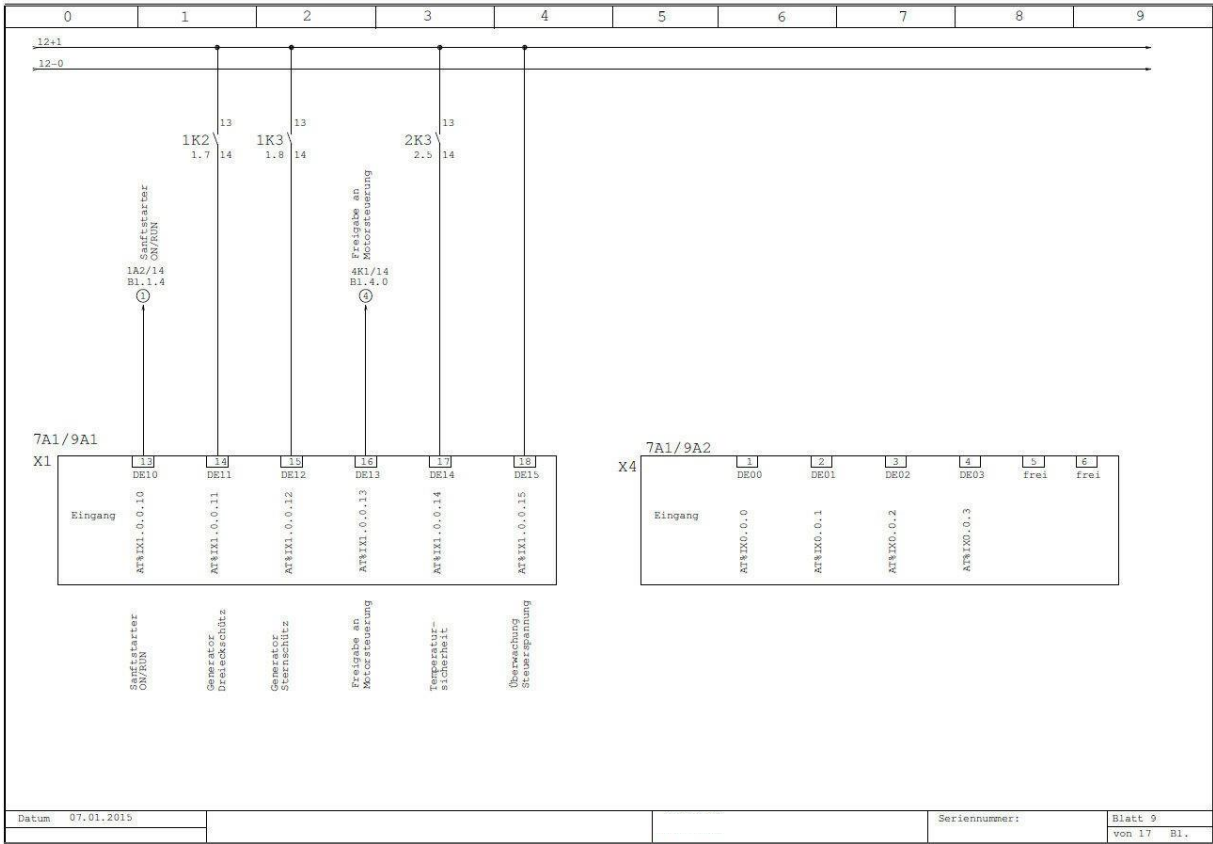 0 1 2 3 4 5 6 7 8 9
12+1
12-0
13 13 13
1K2 1K3 2K3
1.7 14 1.8 14 2.5 14
Sanftstarter
ON/RUN
Freigabe an
Motorsteuerung
1A2/14 4K1/14
Bl.1.4 Bl.4.0
1 4
7A1/9A1
X1
13 14 15 16 17 18
DE10 DE11 DE12 DE13 DE14 DE15
Eingang
AT%IX1.0.0.10
AT%IX1.0.0.11
AT%IX1.0.0.12
AT%IX1.0.0.13
AT%IX1.0.0.14
AT%IX1.0.0.15
Sanftstarter
ON/RUN
Generator
Dreieckschütz
Generator
Sternschütz
Freigabe an
Motorsteuerung
Temperatur-
sicherheit
Überwachung
Steuerspannung
7A1/9A2
X4
1 2 3 4 5 6
DE00 DE01 DE02 DE03 frei frei
Eingang
AT%IX0.0.0
AT%IX0.0.1
AT%IX0.0.2
AT%IX0.0.3
Datum 07.01.2015
Seriennummer:
Blatt 9
von 17 Bl.